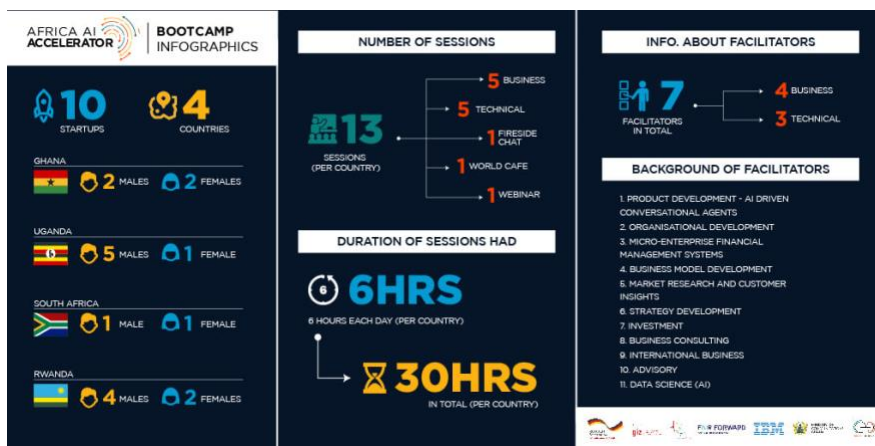 AFRICA AI
ACCELERATOR
BOOTCAMP
INFOGRAPHICS
10
STARTUPS
4
COUNTRIES
GHANA
2 MALES
2 FEMALES
UGANDA
5 MALES
1 FEMALE
SOUTH AFRICA
1 MALE
1 FEMALE
RWANDA
4 MALES
2 FEMALES
NUMBER OF SESSIONS
13
SESSIONS
(PER COUNTRY)
5 BUSINESS
5 TECHNICAL
1 FIRESIDE
CHAT
1 WORLD CAFE
1 WEBINAR
DURATION OF SESSIONS HAD
6
6HRS
6 HOURS EACH DAY (PER COUNTRY)
30HRS
IN TOTAL (PER COUNTRY)
INFO. ABOUT FACILITATORS
7
FACILITATORS
IN TOTAL
4 BUSINESS
3 TECHNICAL
BACKGROUND OF FACILITATORS
1. PRODUCT DEVELOPMENT - AI DRIVEN
CONVERSATIONAL AGENTS
2. ORGANISATIONAL DEVELOPMENT
3. MICRO-ENTERPRISE FINANCIAL
MANAGEMENT SYSTEMS
4. BUSINESS MODEL DEVELOPMENT
5. MARKET RESEARCH AND CUSTOMER
INSIGHTS
6. STRATEGY DEVELOPMENT
7. INVESTMENT
8. BUSINESS CONSULTING
9. INTERNATIONAL BUSINESS
10. ADVISORY
11. DATA SCIENCE (AI)
giz
FAIR FORWARD
IBM